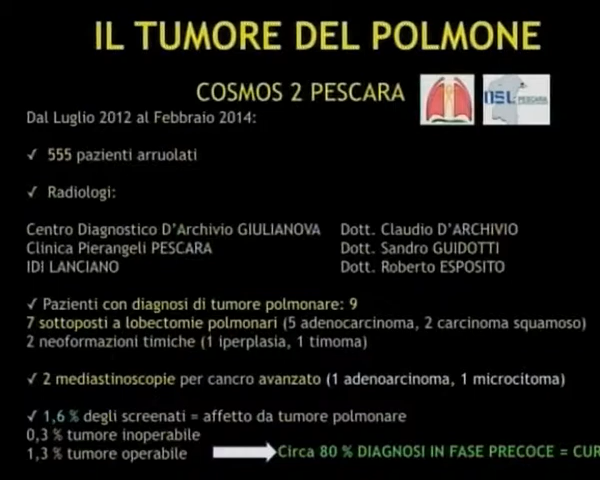 IL TUMORE DEL POLMONE
COSMOS 2 PESCARA
Dal Luglio 2012 al Febbraio 2014:
✓ 555 pazienti arruolati
✓ Radiologi:
Centro Diagnostico D'Archivio GIULIANOVA Dott. Claudio D'ARCHIVIO
Clinica Pierangeli PESCARA Dott. Sandro GUIDOTTI
IDI LANCIANO Dott. Roberto ESPOSITO
✓ Pazienti con diagnosi di tumore polmonare: 9
7 sottoposti a lobectomie polmonari (5 adenocarcinoma, 2 carcinoma squamoso)
2 neoformazioni timiche (1 iperplasia, 1 timoma)
✓ 2 mediastinoscopie per cancro avanzato (1 adenoarcinoma, 1 microcitoma)
✓ 1,6 % degli screenati = affetto da tumore polmonare
0,3 % tumore inoperabile
1,3 % tumore operabile Circa 80 % DIAGNOSI IN FASE PRECOCE = CUR